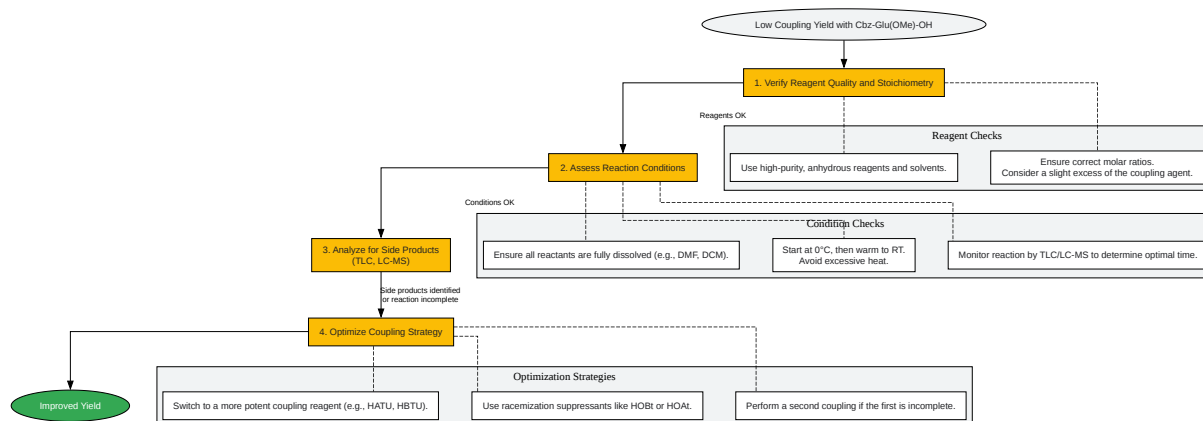 Low Coupling Yield with Cbz-Glu(OMe)-OH
1. Verify Reagent Quality and Stoichiometry
Reagents OK
Reagent Checks
Use high-purity, anhydrous reagents and solvents.
Ensure correct molar ratios.
Consider a slight excess of the coupling agent.
2. Assess Reaction Conditions
Conditions OK
Condition Checks
Ensure all reactants are fully dissolved (e.g., DMF, DCM).
Start at 0°C, then warm to RT.
Avoid excessive heat.
Monitor reaction by TLC/LC-MS to determine optimal time.
3. Analyze for Side Products
(TLC, LC-MS)
Side products identified
or reaction incomplete
4. Optimize Coupling Strategy
Optimization Strategies
Improved Yield
Switch to a more potent coupling reagent (e.g., HATU, HBTU).
Use racemization suppressants like HOBt or HOAt.
Perform a second coupling if the first is incomplete.